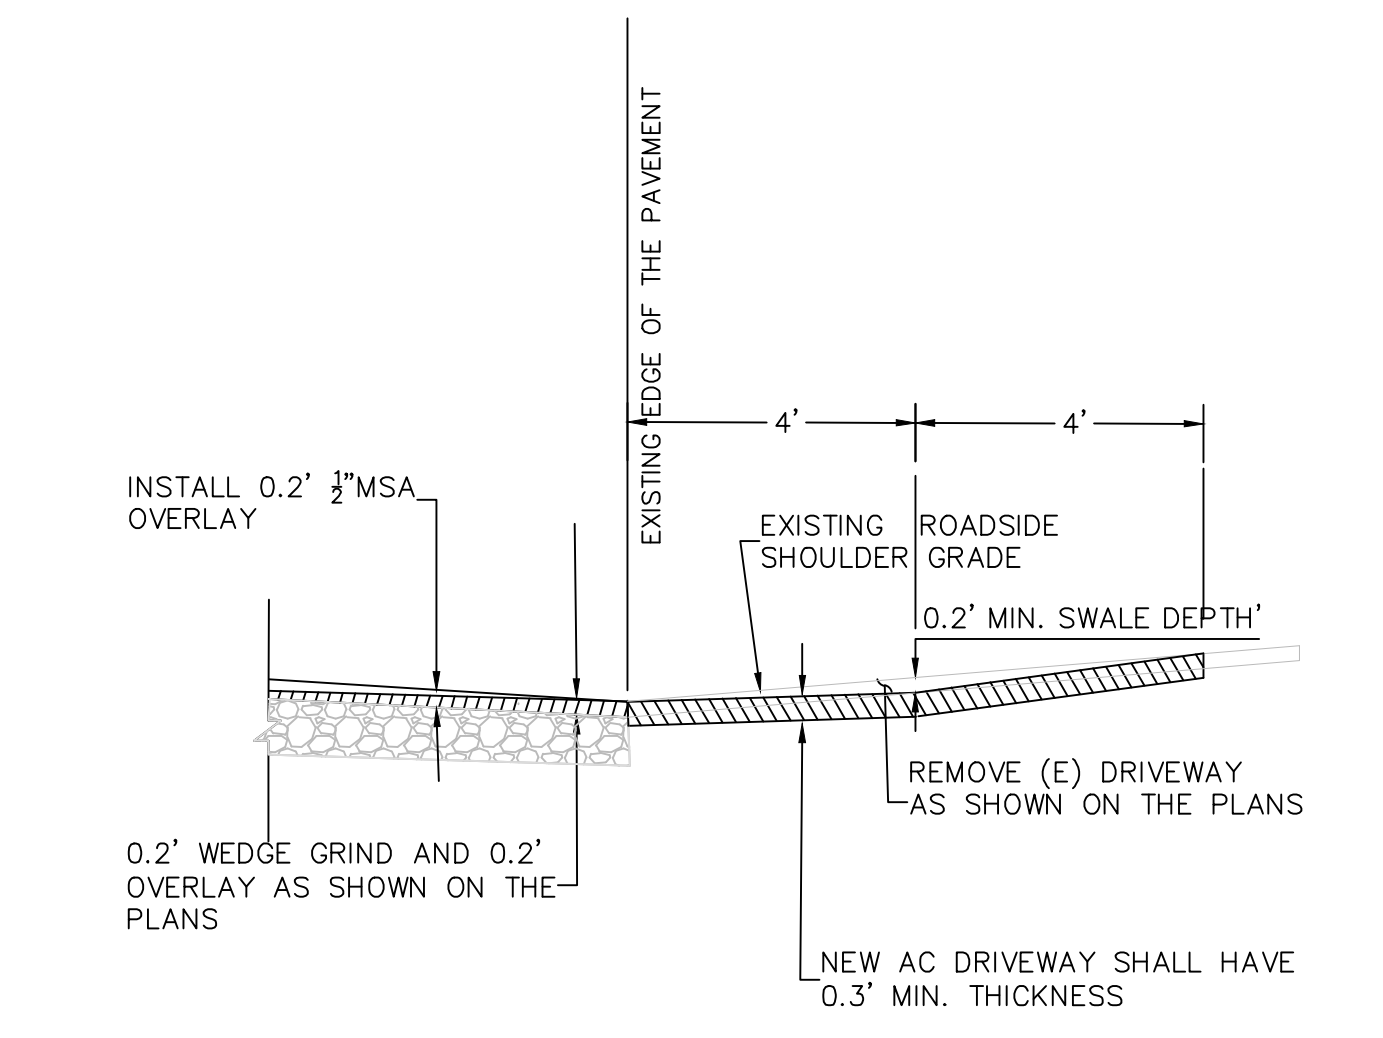 EXISTING EDGE OF THE PAVEMENT
4'
4'
INSTALL 0.2' ½"MSA
OVERLAY
EXISTING ROADSIDE
SHOULDER GRADE
0.2' MIN. SWALE DEPTH'
REMOVE (E) DRIVEWAY
AS SHOWN ON THE PLANS
0.2' WEDGE GRIND AND 0.2'
OVERLAY AS SHOWN ON THE
PLANS
NEW AC DRIVEWAY SHALL HAVE
0.3' MIN. THICKNESS